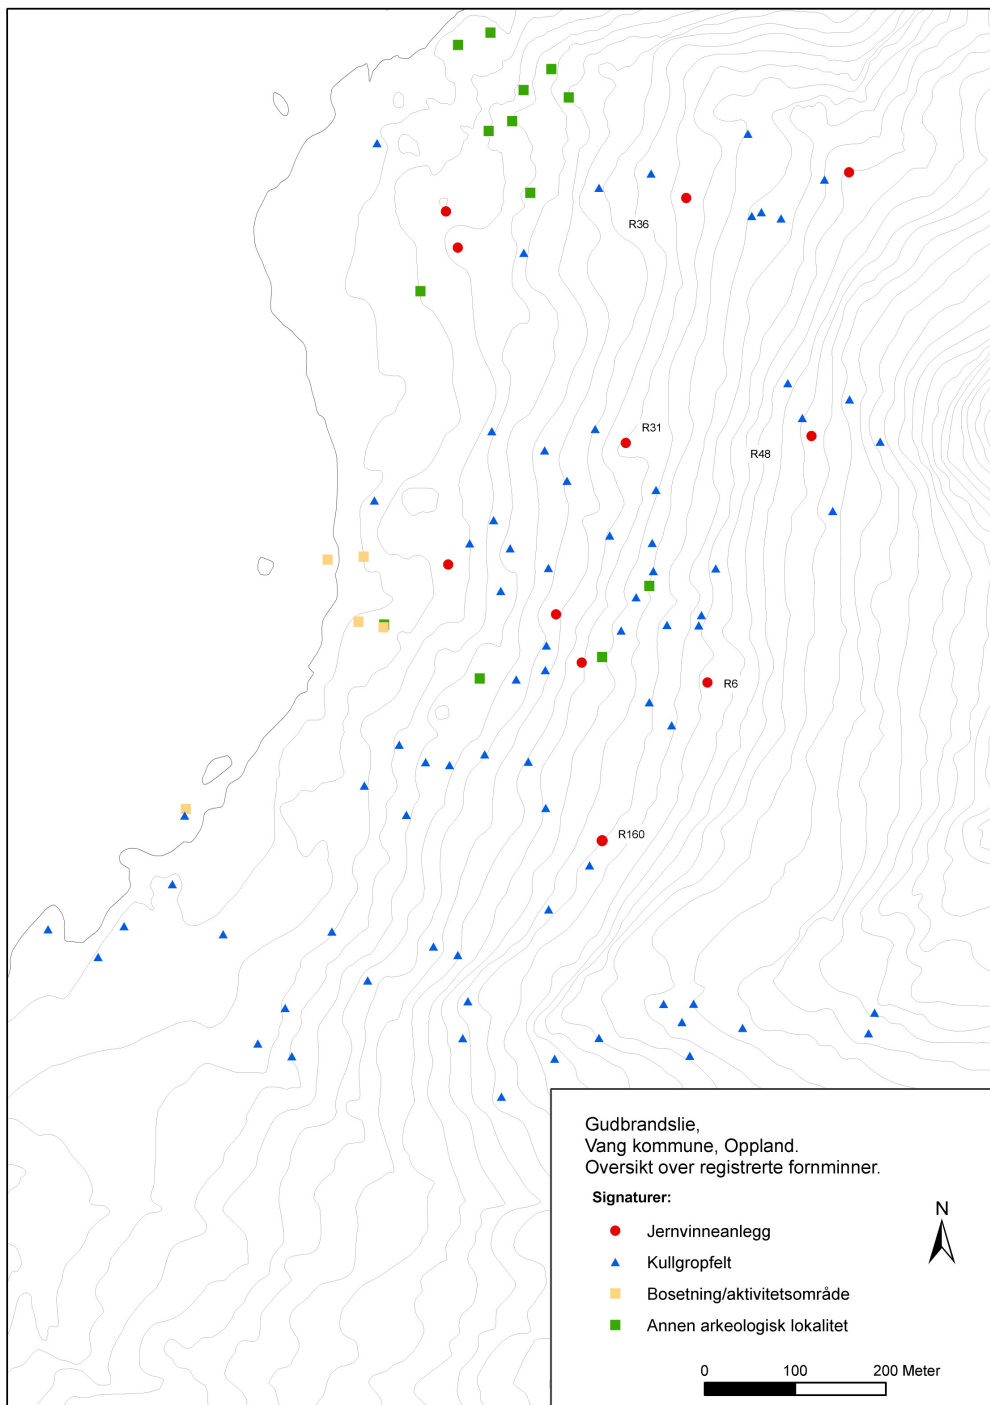 R36
R31
R48
R6
R160
Gudbrandslie,
Vang kommune, Oppland.
Oversikt over registrerte fornminner.
Signaturer:
N
Jernvinneanlegg
Kullgropfelt
Bosetning/aktivitetsområde
Annen arkeologisk lokalitet
0 100 200 Meter